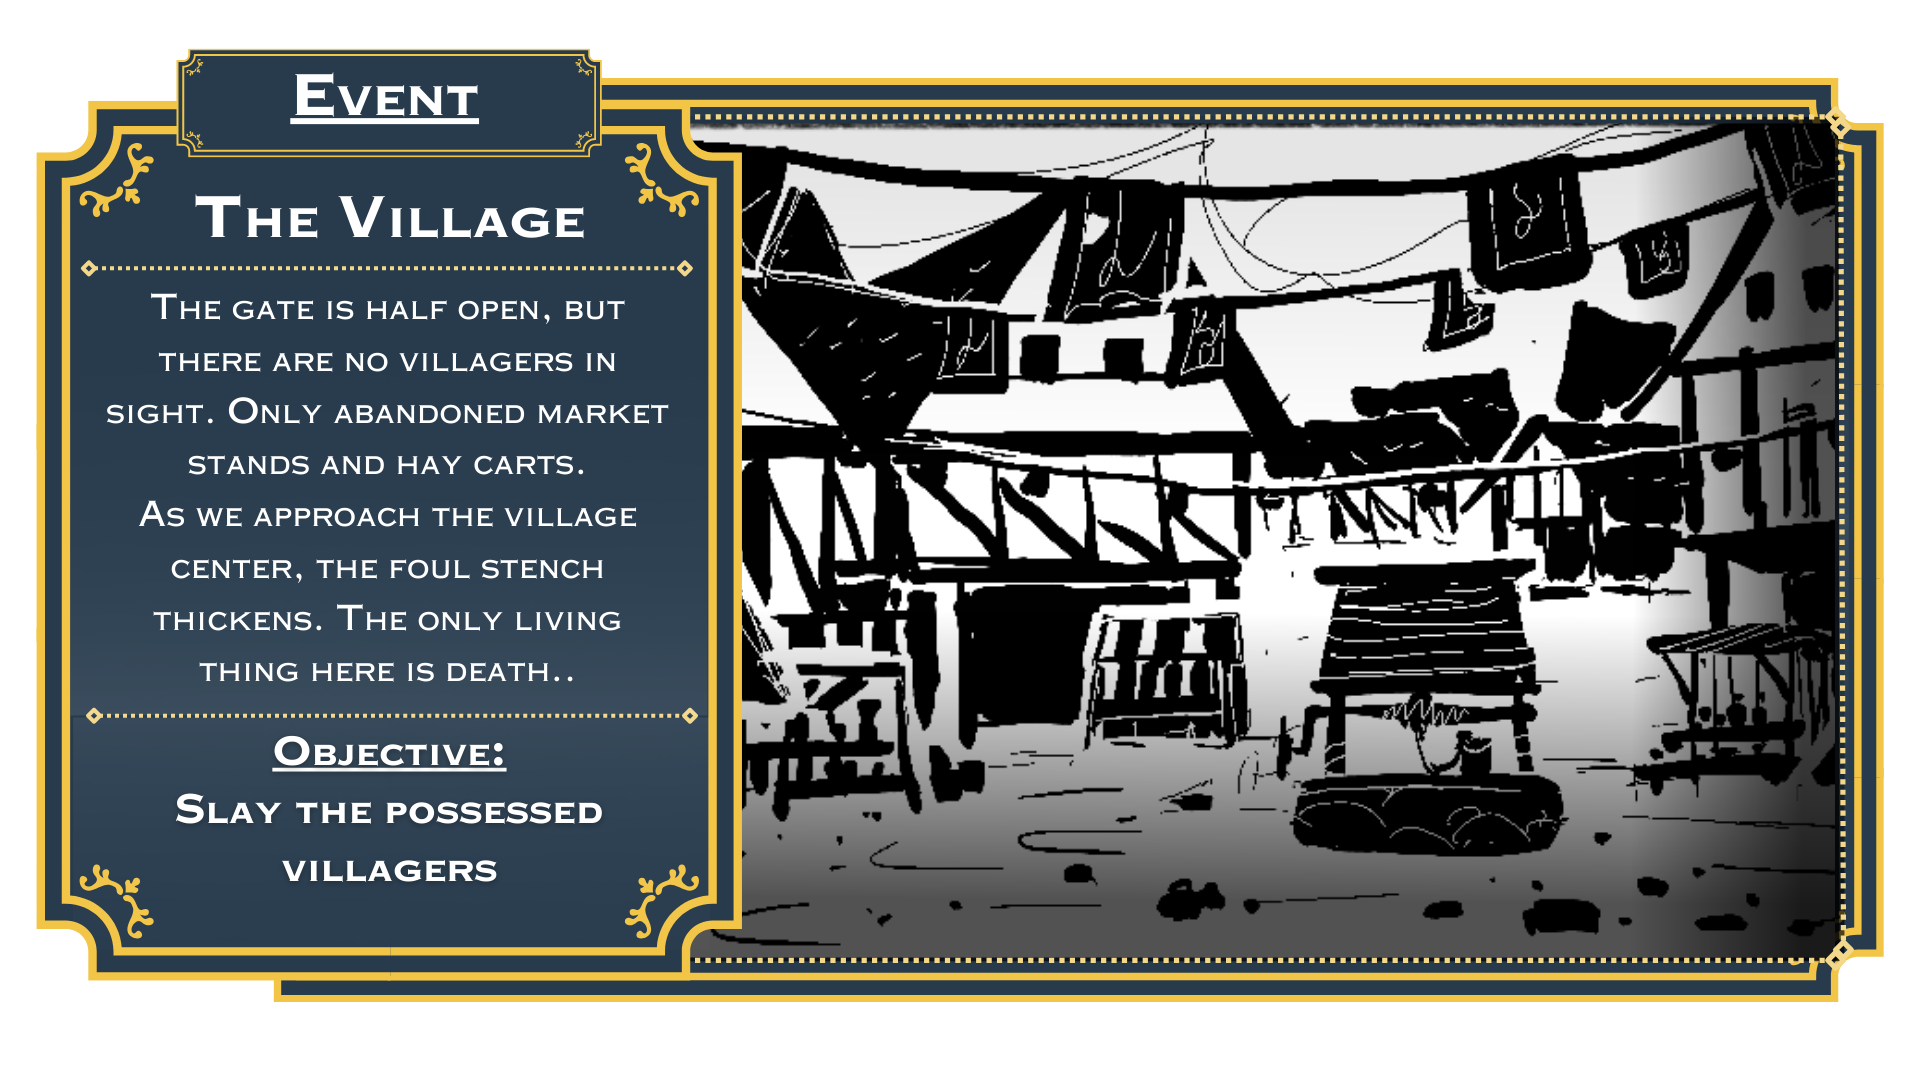 Event
The Village
The gate is half open, but
there are no villagers in
sight. Only abandoned market
stands and hay carts.
As we approach the village
center, the foul stench
thickens. The only living
thing here is death..
Objective:
Slay the possessed
villagers